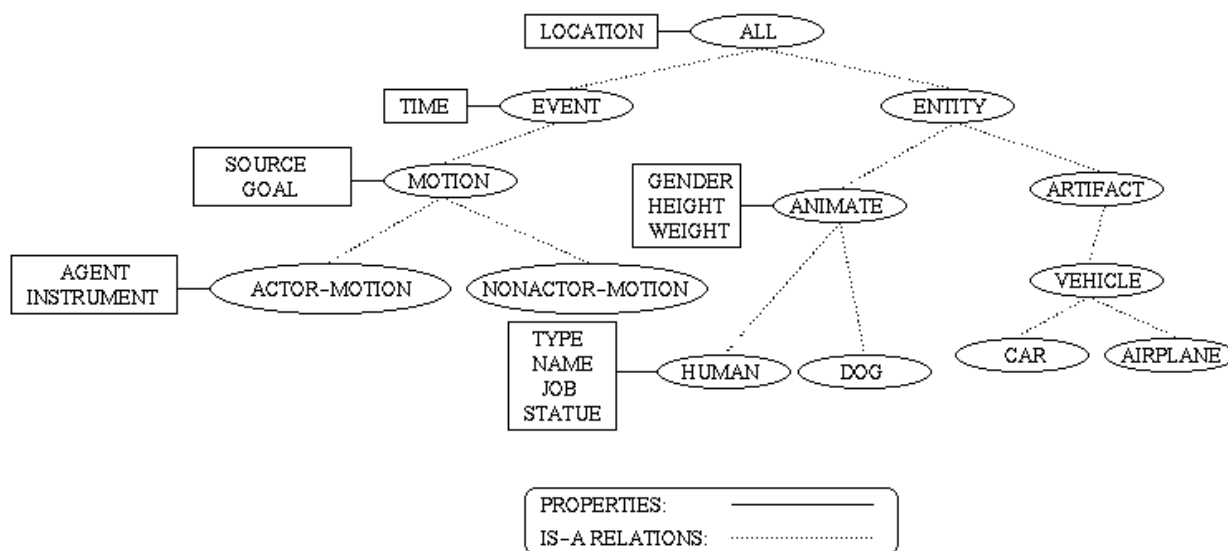 LOCATION
ALL
TIME
EVENT
ENTITY
SOURCE
GOAL
MOTION
GENDER
HEIGHT
WEIGHT
ANIMATE
ARTIFACT
AGENT
INSTRUMENT
ACTOR-MOTION
NONACTOR-MOTION
VEHICLE
TYPE
NAME
JOB
STATUE
HUMAN
DOG
CAR
AIRPLANE
PROPERTIES:
IS-A RELATIONS: